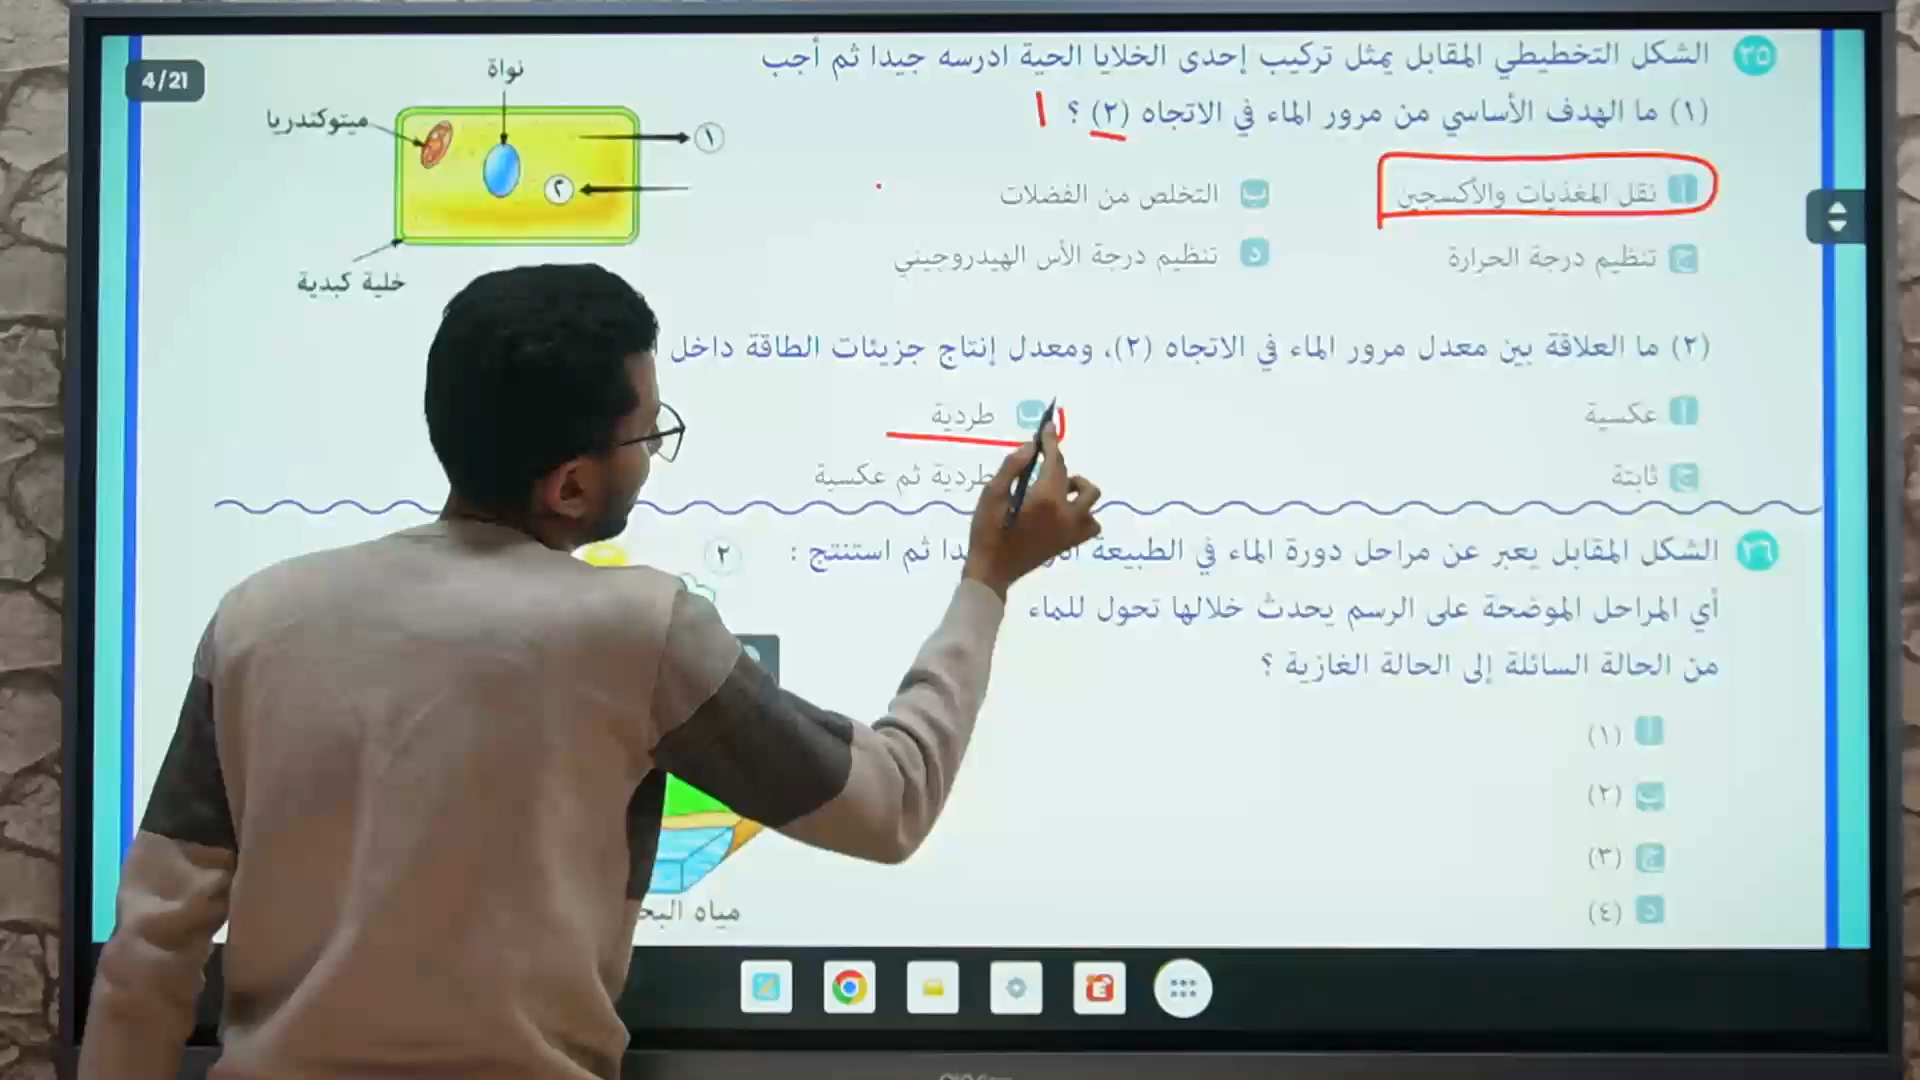 4/21
٢٥ الشكل التخطيطي المقابل يمثل تركيب إحدى الخلايا الحية ادرسه جيدا ثم أجب
(١) ما الهدف الأساسي من مرور الماء في الاتجاه (٢) ؟
أ نقل المغذيات والأكسجين
ب التخلص من الفضلات
ج تنظيم درجة الحرارة
د تنظيم درجة الأس الهيدروجيني
نواة
ميتوكندريا
١
٢
خلية كبدية
(٢) ما العلاقة بين معدل مرور الماء في الاتجاه (٢)، ومعدل إنتاج جزيئات الطاقة داخل
أ عكسية
ب طردية
ج ثابتة
طردية ثم عكسية
٢٦ الشكل المقابل يعبر عن مراحل دورة الماء في الطبيعة ثم استنتج :
أي المراحل الموضحة على الرسم يحدث خلالها تحول للماء
من الحالة السائلة إلى الحالة الغازية ؟
أ (١)
ب (٢)
ج (٣)
د (٤)
٢
مياه